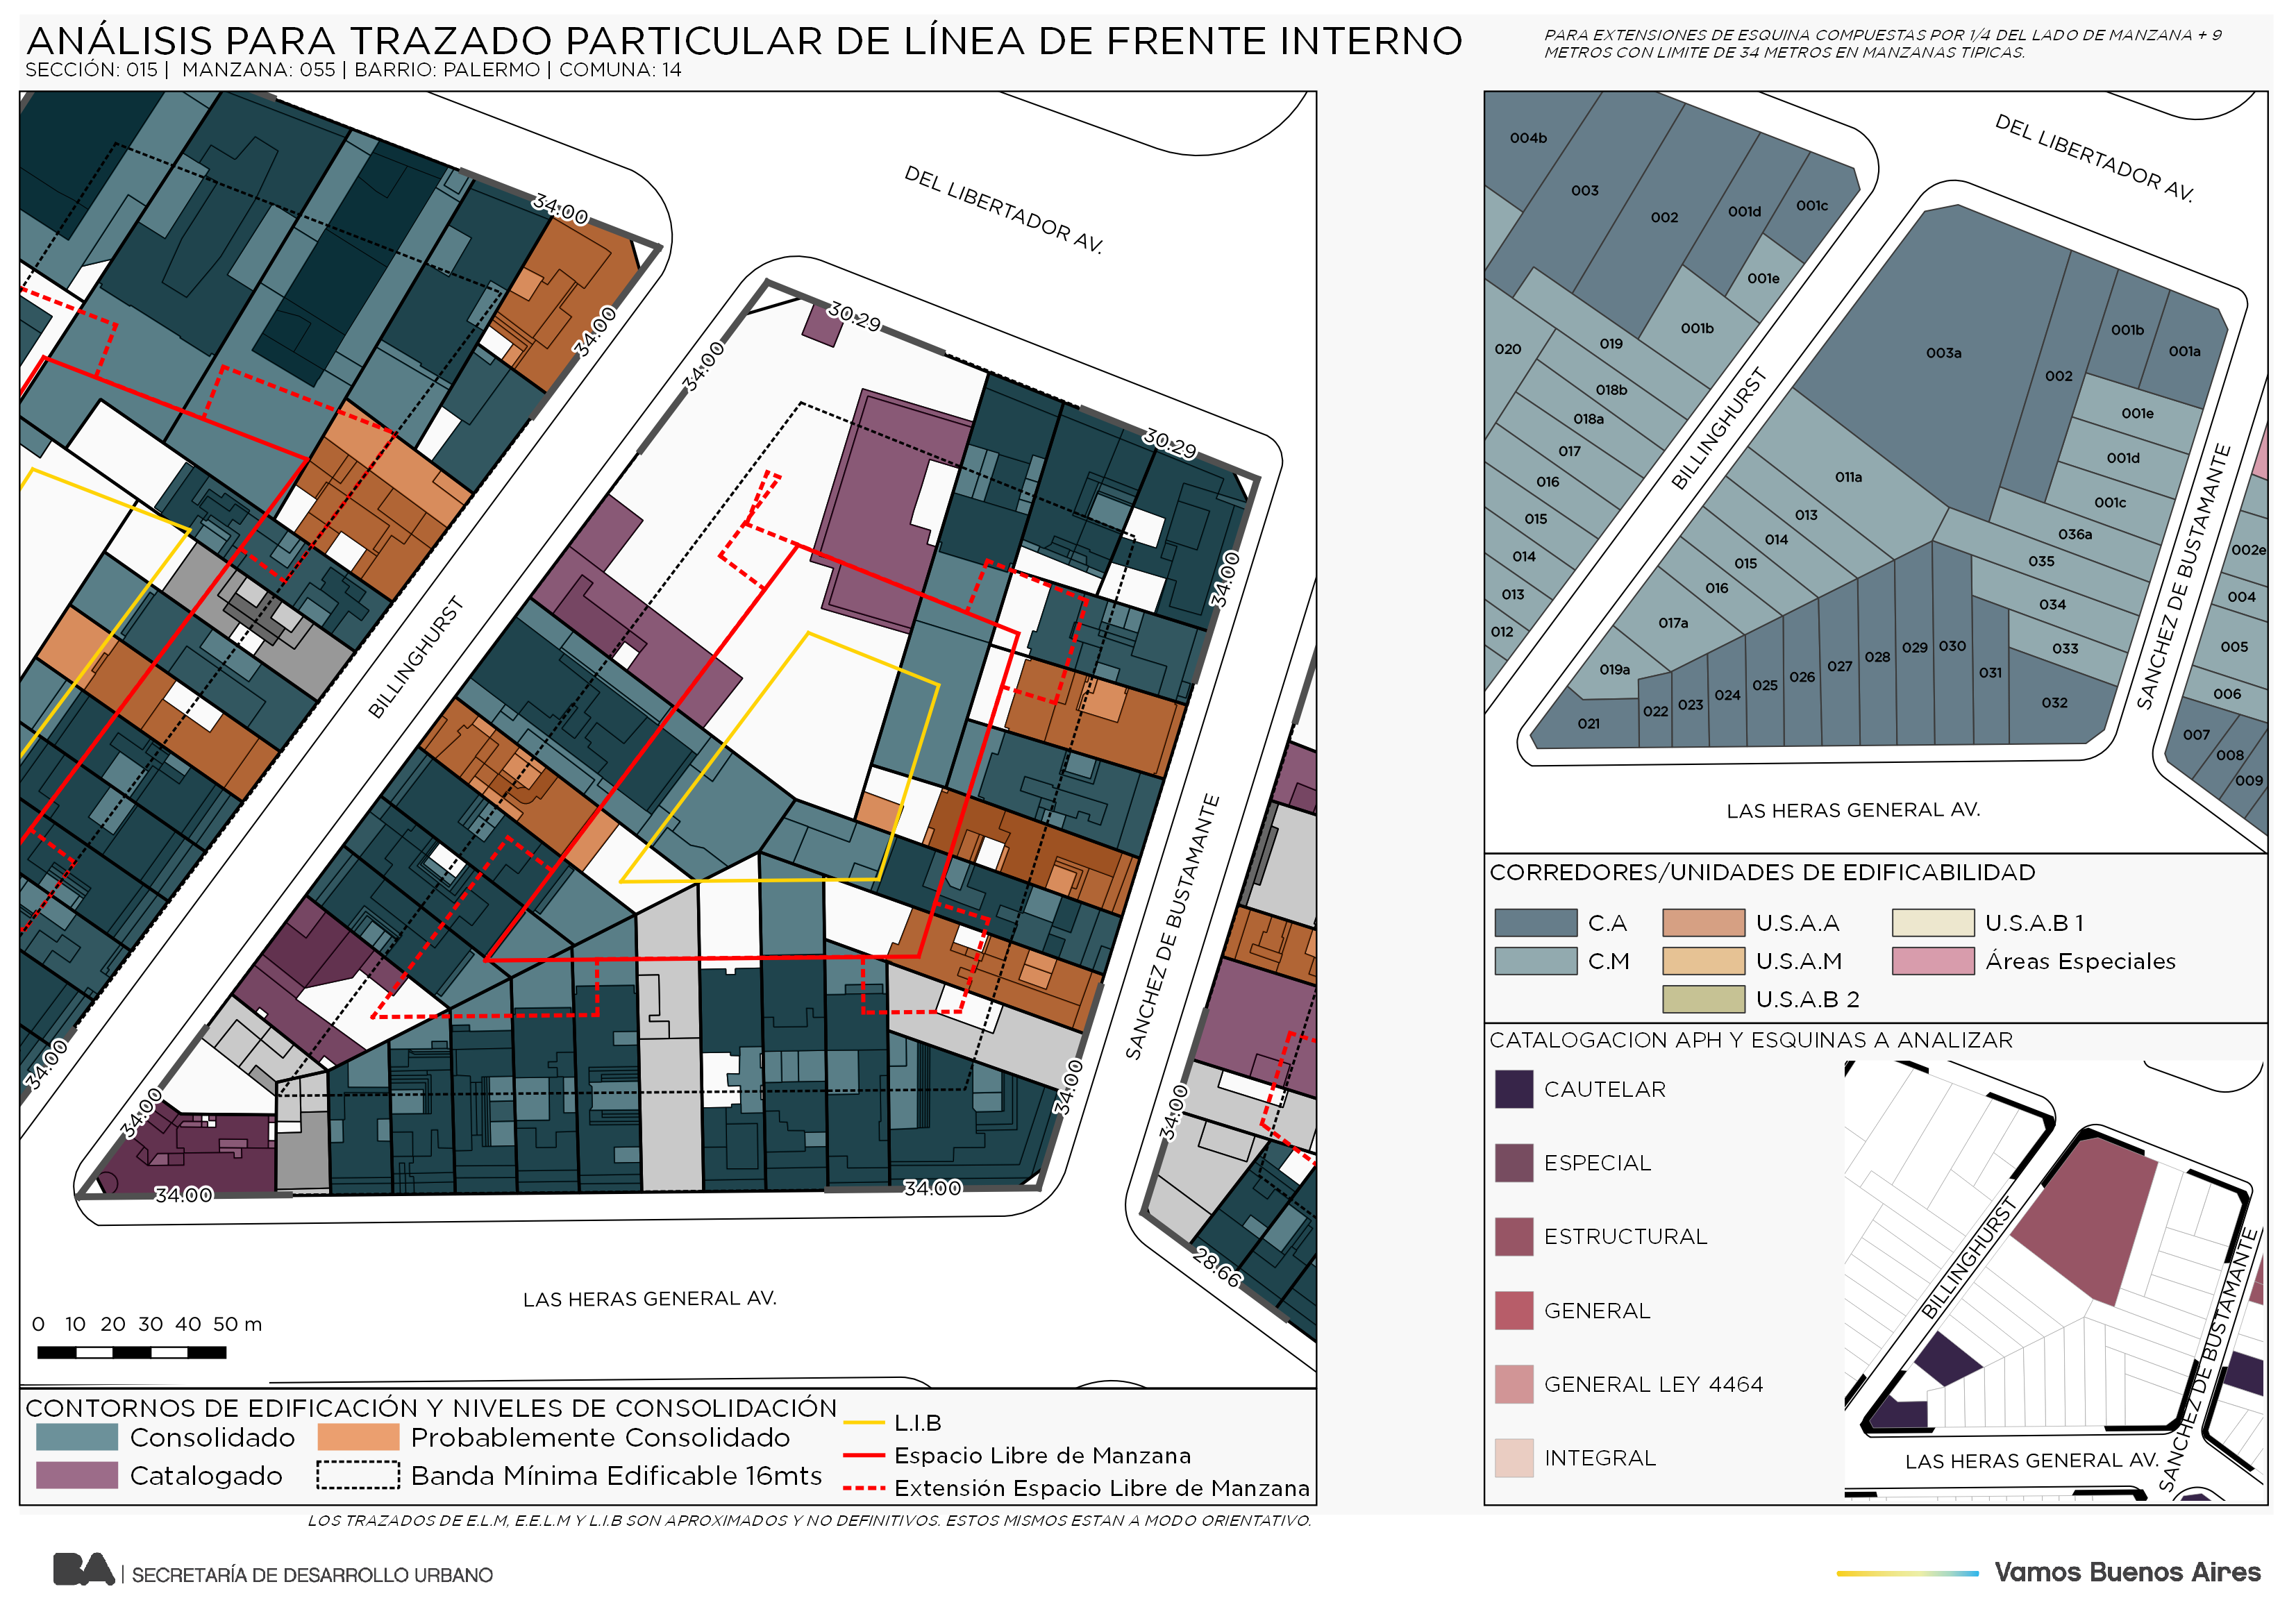 ANÁLISIS PARA TRAZADO PARTICULAR DE LÍNEA DE FRENTE INTERNO
SECCIÓN: 015 | MANZANA: 055 | BARRIO: PALERMO | COMUNA: 14
PARA EXTENSIONES DE ESQUINA COMPUESTAS POR 1/4 DEL LADO DE MANZANA + 9
METROS CON LIMITE DE 34 METROS EN MANZANAS TIPICAS.
DEL LIBERTADOR AV.
34.00
34.00
30.29
34.00
30.29
34.00
BILLINGHURST
SANCHEZ DE BUSTAMANTE
34.00
34.00
34.00
34.00
34.00
34.00
28.66
LAS HERAS GENERAL AV.
0 10 20 30 40 50 m
CONTORNOS DE EDIFICACIÓN Y NIVELES DE CONSOLIDACIÓN
Consolidado
Probablemente Consolidado
Catalogado
Banda Mínima Edificable 16mts
L.I.B
Espacio Libre de Manzana
Extensión Espacio Libre de Manzana
LOS TRAZADOS DE E.L.M, E.E.L.M Y L.I.B SON APROXIMADOS Y NO DEFINITIVOS. ESTOS MISMOS ESTAN A MODO ORIENTATIVO.
DEL LIBERTADOR AV.
004b
003
002
001d
001c
001e
001b
019
020
018b
018a
017
016
015
014
013
012
BILLINGHURST
003a
002
001b
001a
001e
001d
001c
036a
035
034
033
032
011a
013
014
015
016
017a
019a
021
022
023
024
025
026
027
028
029
030
031
SANCHEZ DE BUSTAMANTE
002e
004
005
006
007
008
009
LAS HERAS GENERAL AV.
CORREDORES/UNIDADES DE EDIFICABILIDAD
C.A
U.S.A.A
U.S.A.B 1
C.M
U.S.A.M
Áreas Especiales
U.S.A.B 2
CATALOGACION APH Y ESQUINAS A ANALIZAR
CAUTELAR
ESPECIAL
ESTRUCTURAL
GENERAL
GENERAL LEY 4464
INTEGRAL
BILLINGHURST
SANCHEZ DE BUSTAMANTE
LAS HERAS GENERAL AV.
BA | SECRETARÍA DE DESARROLLO URBANO
Vamos Buenos Aires